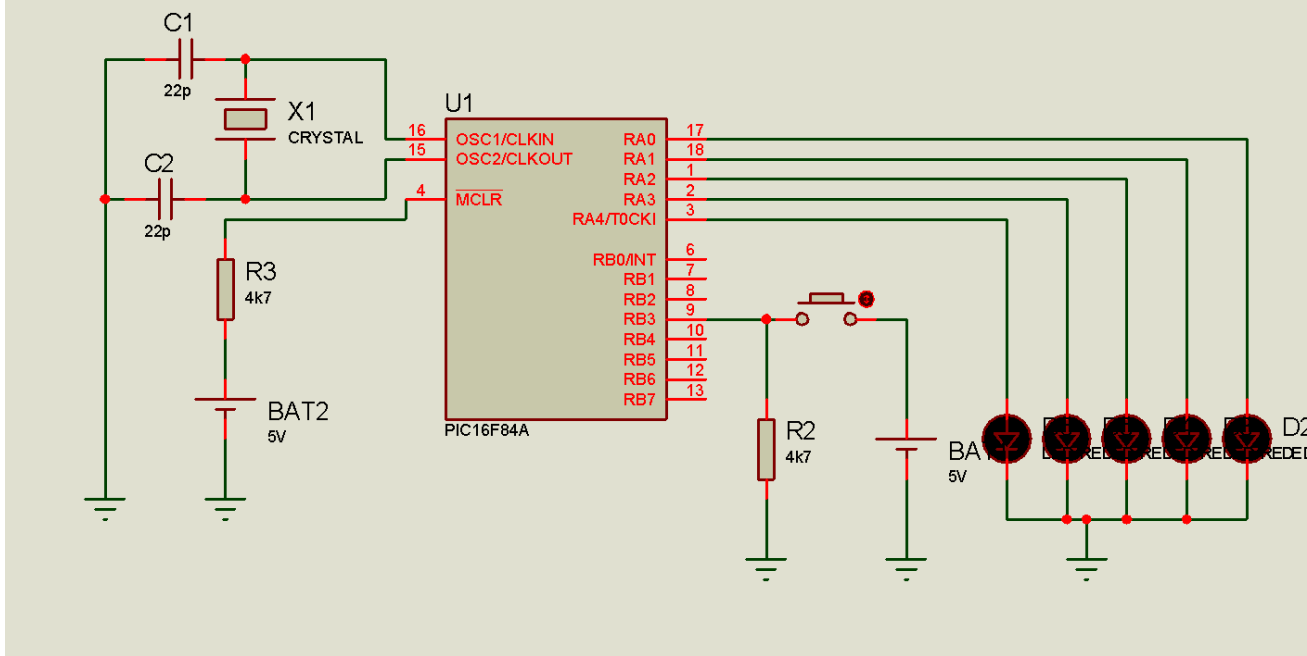 C1
22p
X1
CRYSTAL
C2
22p
R3
4k7
BAT2
5V
U1
16 OSC1/CLKIN
15 OSC2/CLKOUT
4 MCLR
RA0 17
RA1 18
RA2 1
RA3 2
RA4/T0CKI 3
RB0/INT 6
RB1 7
RB2 8
RB3 9
RB4 10
RB5 11
RB6 12
RB7 13
PIC16F84A
R2
4k7
5V
D2